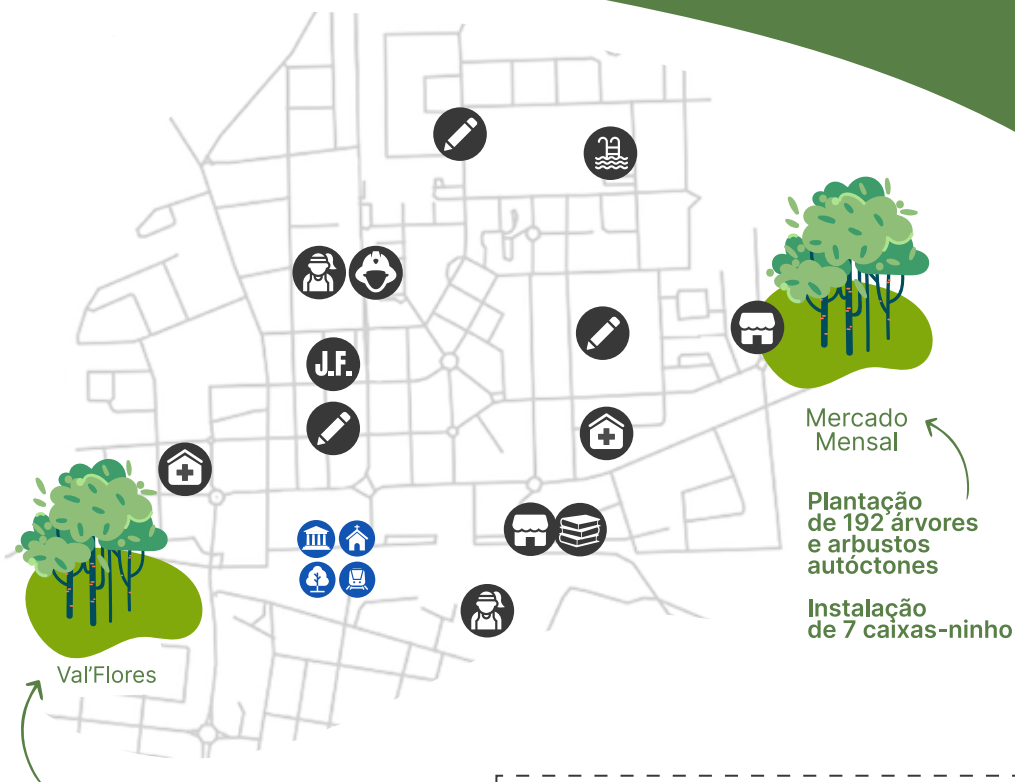 J.F.
Mercado
Mensal
Plantação
de 192 árvores
e arbustos
autóctones
Instalação
de 7 caixas-ninho
Val'Flores